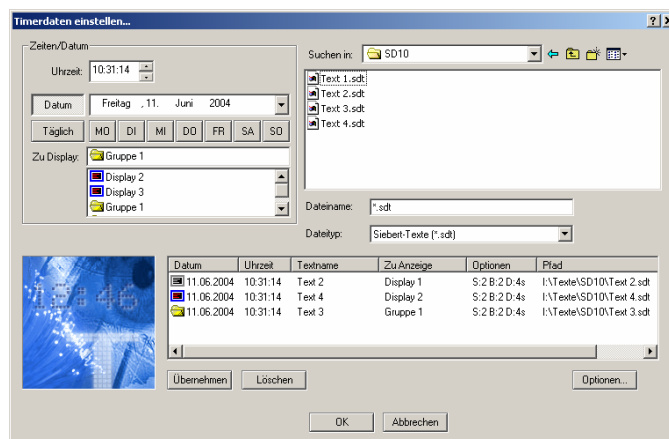 Timerdaten einstellen...
Zeiten/Datum
Uhrzeit: 10:31:14
Datum Freitag , 11. Juni 2004
Täglich MO DI MI DO FR SA SO
Zu Display: Gruppe 1
Display 2
Display 3
Gruppe 1
Suchen in: SD10
Text 1.sdt
Text 2.sdt
Text 3.sdt
Text 4.sdt
Dateiname: *.sdt
Dateityp: Siebert-Texte (*.sdt)
18:46
Datum Uhrzeit Textname Zu Anzeige Optionen Pfad
11.06.2004 10:31:14 Text 2 Display 1 S:2 B:2 D:4s I:\Texte\SD10\Text 2.sdt
11.06.2004 10:31:14 Text 4 Display 2 S:2 B:2 D:4s I:\Texte\SD10\Text 4.sdt
11.06.2004 10:31:14 Text 3 Gruppe 1 S:2 B:2 D:4s I:\Texte\SD10\Text 3.sdt
Übernehmen Löschen Optionen...
OK Abbrechen